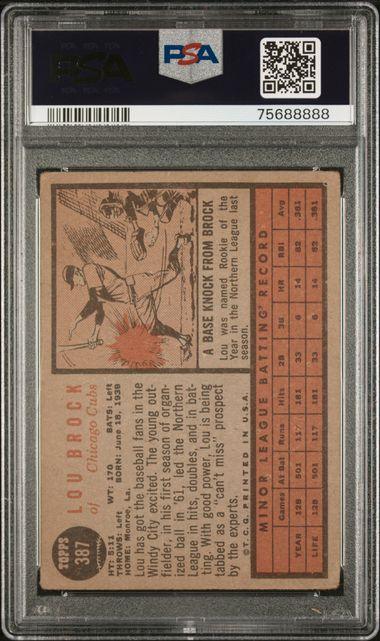 PSA
PSA
75688888
TOPPS
387
LOU BROCK
of Chicago Cubs
HT: 5:11 WT: 170 BATS: Left
THROWS: Left BORN: June 18, 1939
HOME: Monroe, La.
Lou has got the baseball fans in the
Windy City excited. The young out-
fielder, in his first season of organ-
ized ball in '61, led the Northern
League in hits, doubles, and in bat-
ting. With good power, Lou is being
tabbed as a "can't miss" prospect
by the experts.
© T.C.G. PRINTED IN U.S.A.
A BASE KNOCK FROM BROCK
Lou was named Rookie of the
Year in the Northern League last
season.
MINOR LEAGUE BATTING RECORD
Games At Bat Runs Hits 2B 3B HR RBI Avg
YEAR 128 501 117 181 33 6 14 82 .361
LIFE 128 501 117 181 33 6 14 82 .361